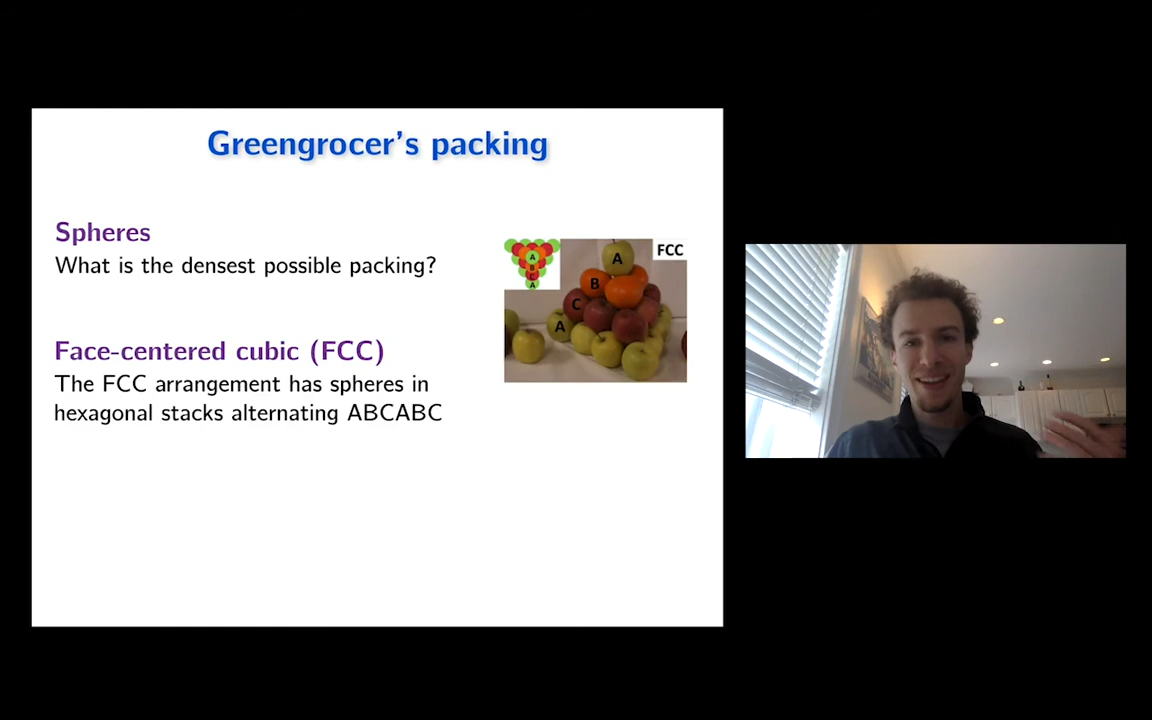 Greengrocer's packing
Spheres
What is the densest possible packing?
Face-centered cubic (FCC)
The FCC arrangement has spheres in
hexagonal stacks alternating ABCABC
FCC
A
B
C
A
A
B
C
A